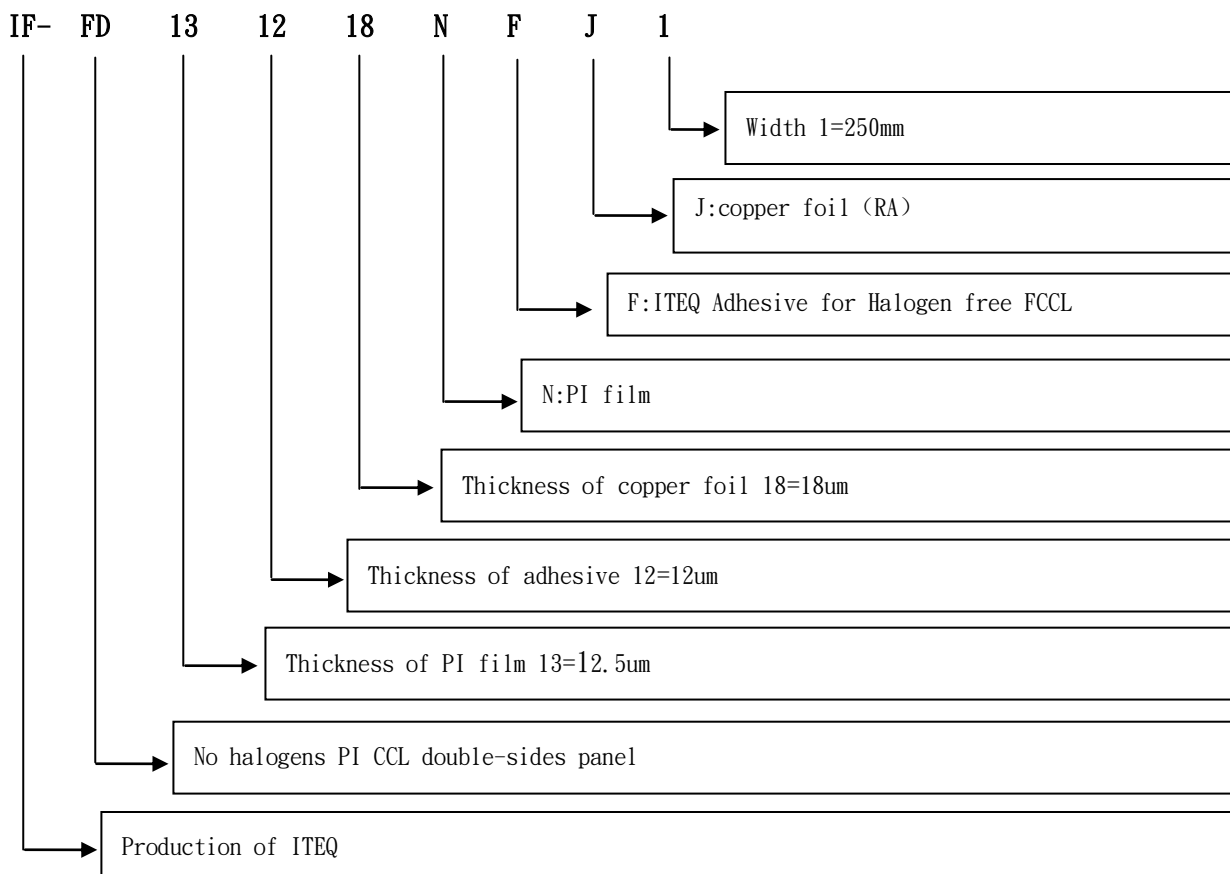 IF- FD 13 12 18 N F J 1
Width 1=250mm
J:copper foil（RA）
F:ITEQ Adhesive for Halogen free FCCL
N:PI film
Thickness of copper foil 18=18um
Thickness of adhesive 12=12um
Thickness of PI film 13=12.5um
No halogens PI CCL double-sides panel
Production of ITEQ